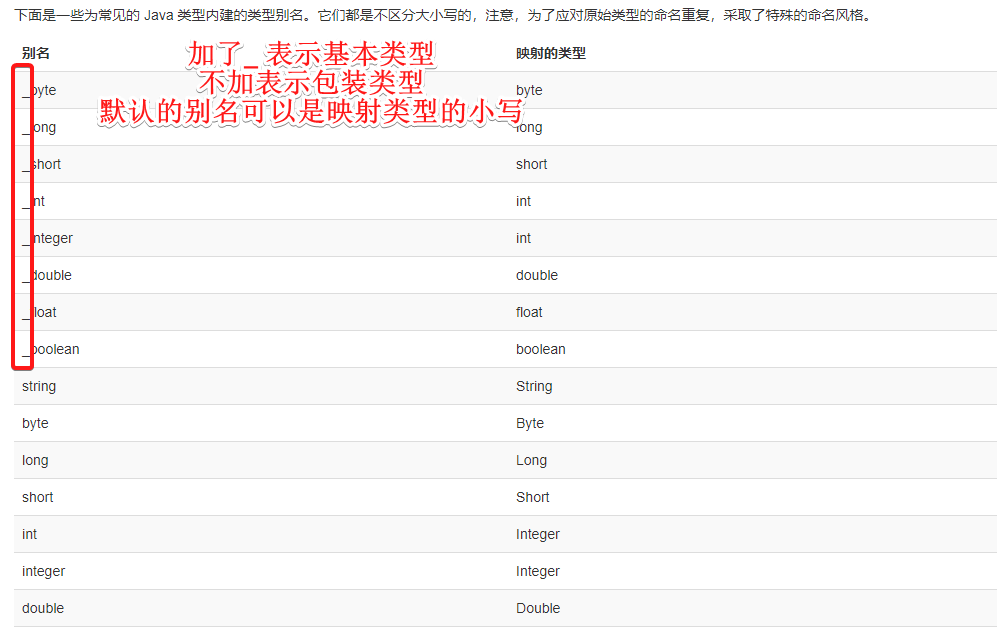 下面是一些为常见的 Java 类型内建的类型别名。它们都是不区分大小写的，注意，为了应对原始类型的命名重复，采取了特殊的命名风格。
别名 映射的类型
加了_ 表示基本类型
不加表示包装类型
默认的别名可以是映射类型的小写
_byte byte
_long long
_short short
_int int
_integer int
_double double
_float float
_boolean boolean
string String
byte Byte
long Long
short Short
int Integer
integer Integer
double Double